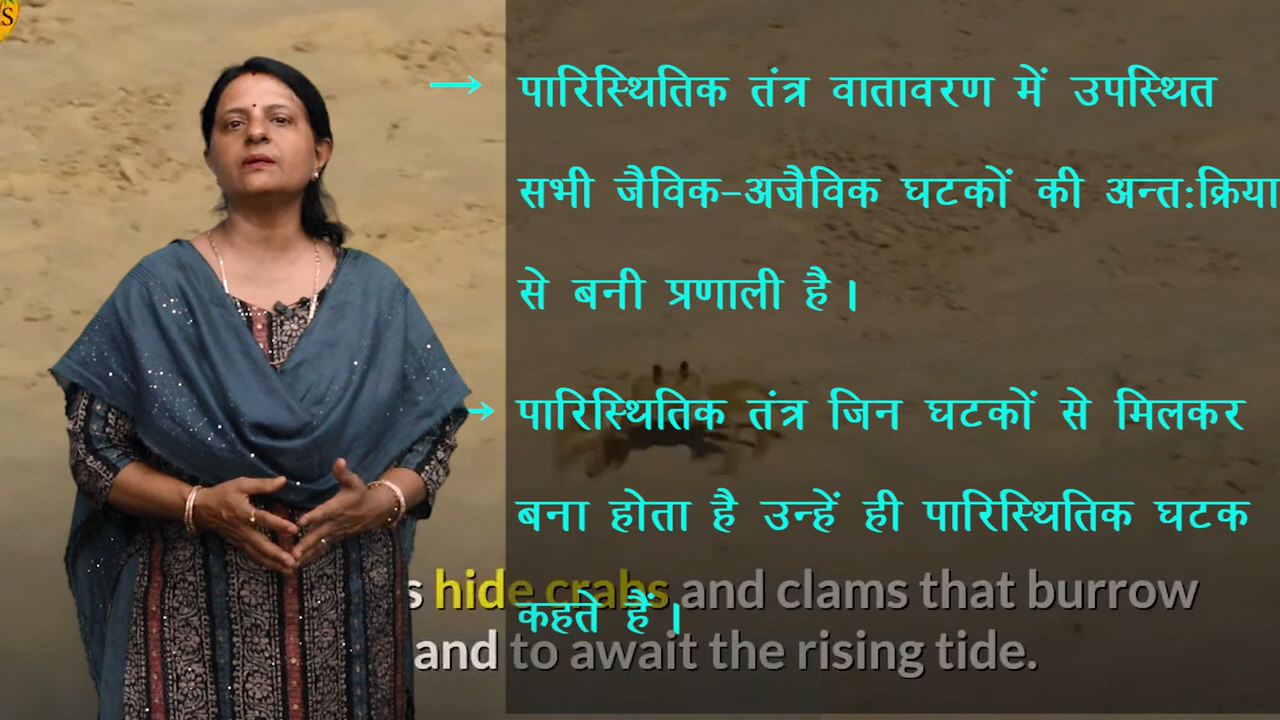 → पारिस्थितिक तंत्र वातावरण में उपस्थित
सभी जैविक-अजैविक घटकों की अन्त:क्रिया
से बनी प्रणाली है।
→ पारिस्थितिक तंत्र जिन घटकों से मिलकर
बना होता है उन्हें ही पारिस्थितिक घटक
कहते हैं।
hide crabs and clams that burrow
and to await the rising tide.